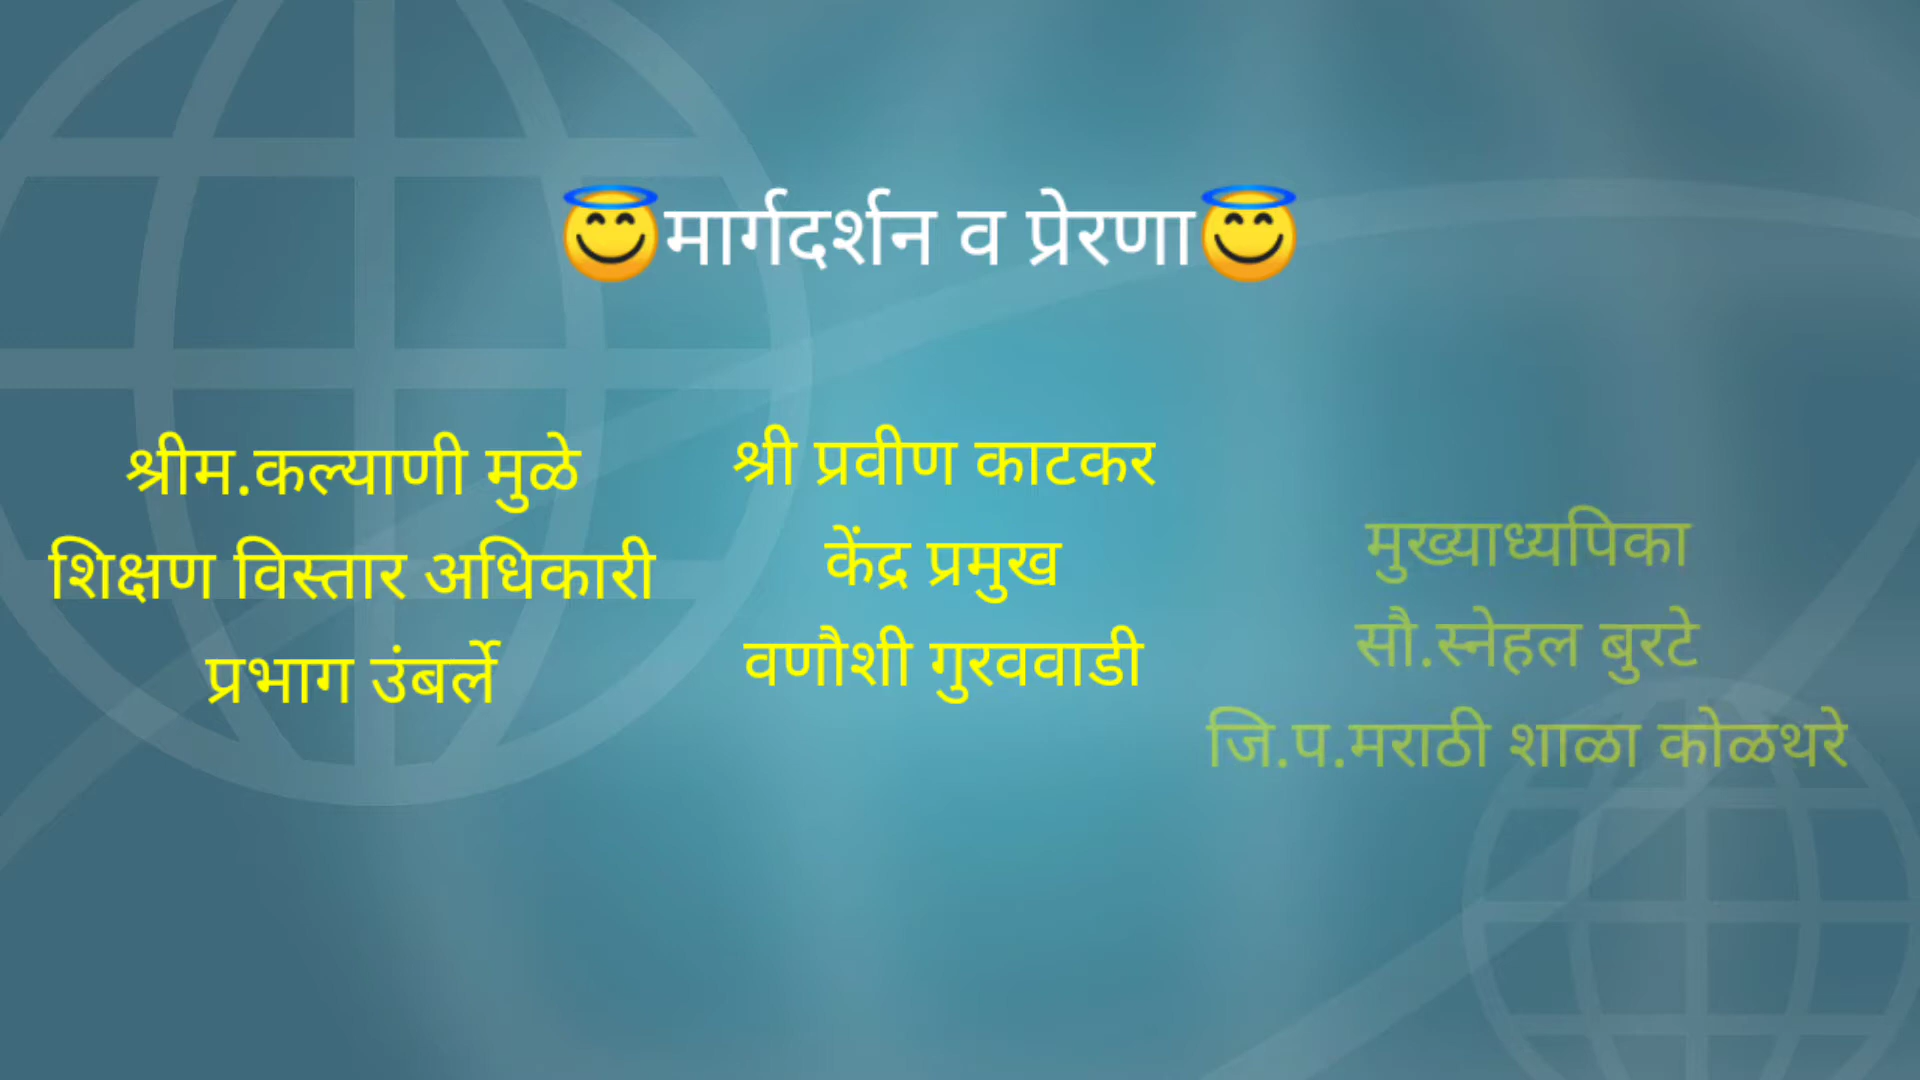 😇मार्गदर्शन व प्रेरणा😇
श्रीम.कल्याणी मुळे
शिक्षण विस्तार अधिकारी
प्रभाग उंबर्ले
श्री प्रवीण काटकर
केंद्र प्रमुख
वणौशी गुरववाडी
मुख्याध्यपिका
सौ.स्नेहल बुरटे
जि.प.मराठी शाळा कोळथरे